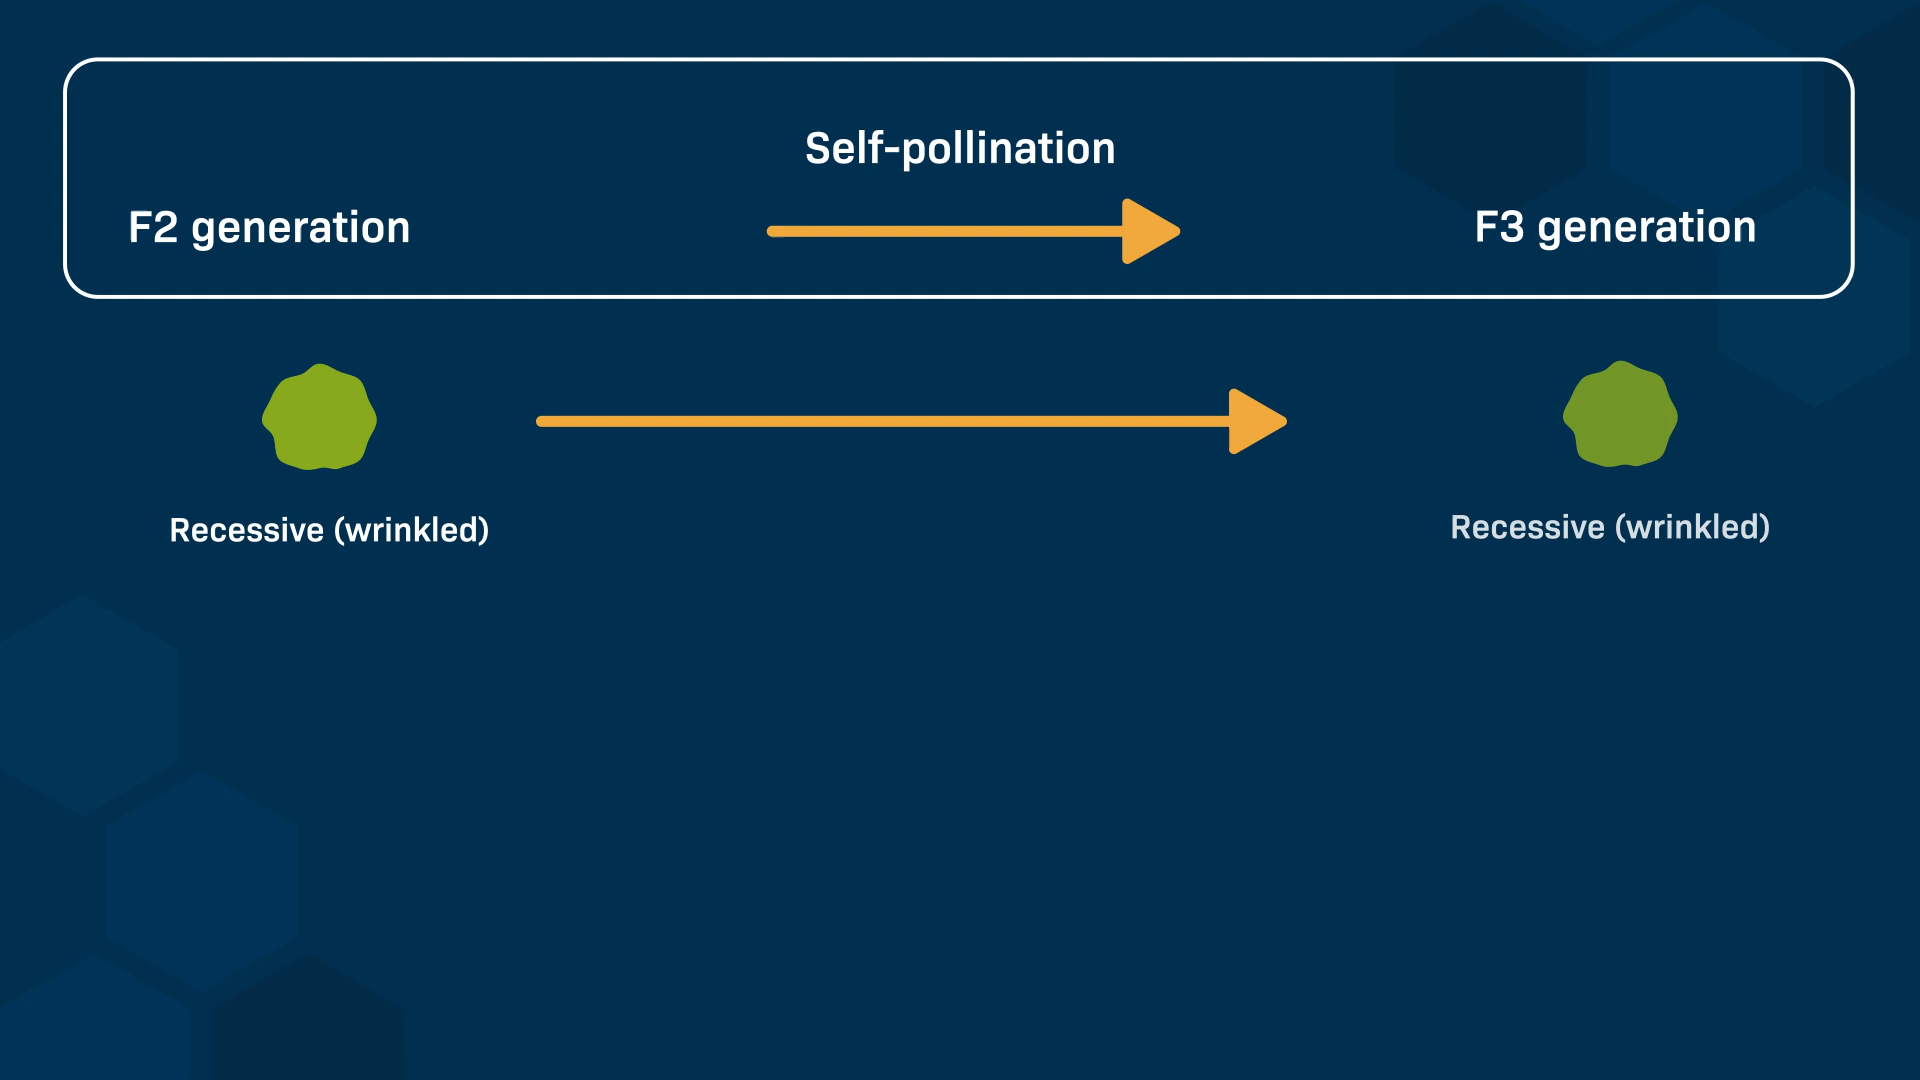 Self-pollination
F2 generation
F3 generation
Recessive (wrinkled)
Recessive (wrinkled)